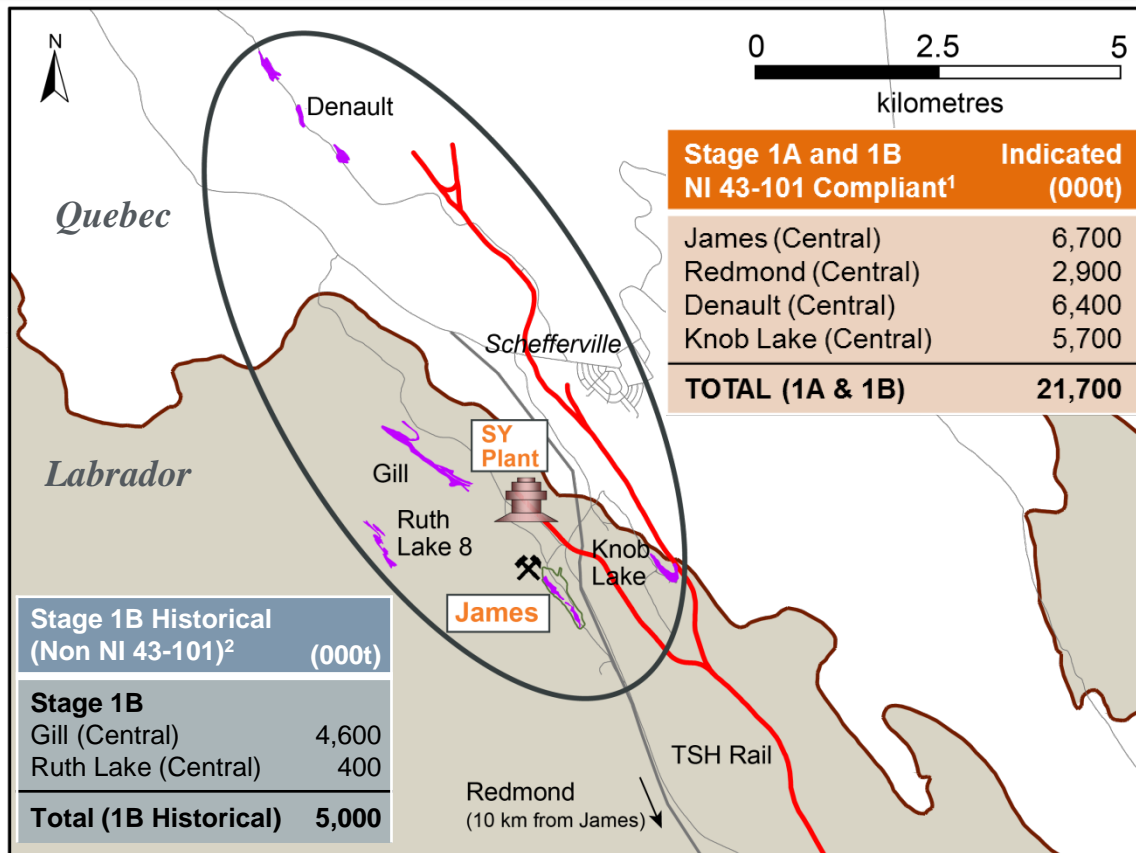 N
0 2.5 5
kilometres
Denault
Quebec
Stage 1A and 1B Indicated
NI 43-101 Compliant1 (000t)
James (Central) 6,700
Redmond (Central) 2,900
Denault (Central) 6,400
Knob Lake (Central) 5,700
TOTAL (1A & 1B) 21,700
Schefferville
SY
Plant
Labrador
Gill
Ruth
Lake 8
Knob
Lake
James
Stage 1B Historical
(Non NI 43-101)2 (000t)
Stage 1B
Gill (Central) 4,600
Ruth Lake (Central) 400
Total (1B Historical) 5,000
TSH Rail
Redmond
(10 km from James)